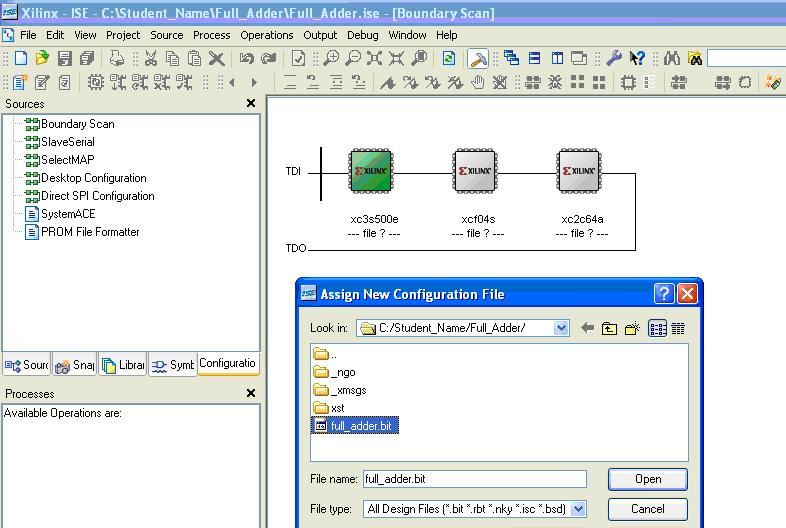 Xilinx - ISE - C:\Student_Name\Full_Adder\Full_Adder.ise - [Boundary Scan]
File Edit View Project Source Process Operations Output Debug Window Help
Sources
Boundary Scan
SlaveSerial
SelectMAP
Desktop Configuration
Direct SPI Configuration
SystemACE
PROM File Formatter
Sourc Snap Librar Symb Configuratio
Processes
Available Operations are:
TDI
XILINX XILINX XILINX
xc3s500e xcf04s xc2c64a
--- file ? --- --- file ? --- --- file ? ---
TDO
ISE Assign New Configuration File
Look in: C:/Student_Name/Full_Adder/
..
_ngo
_xmsgs
xst
full_adder.bit
File name: full_adder.bit Open
File type: All Design Files (*.bit *.rbt *.nky *.isc *.bsd) Cancel